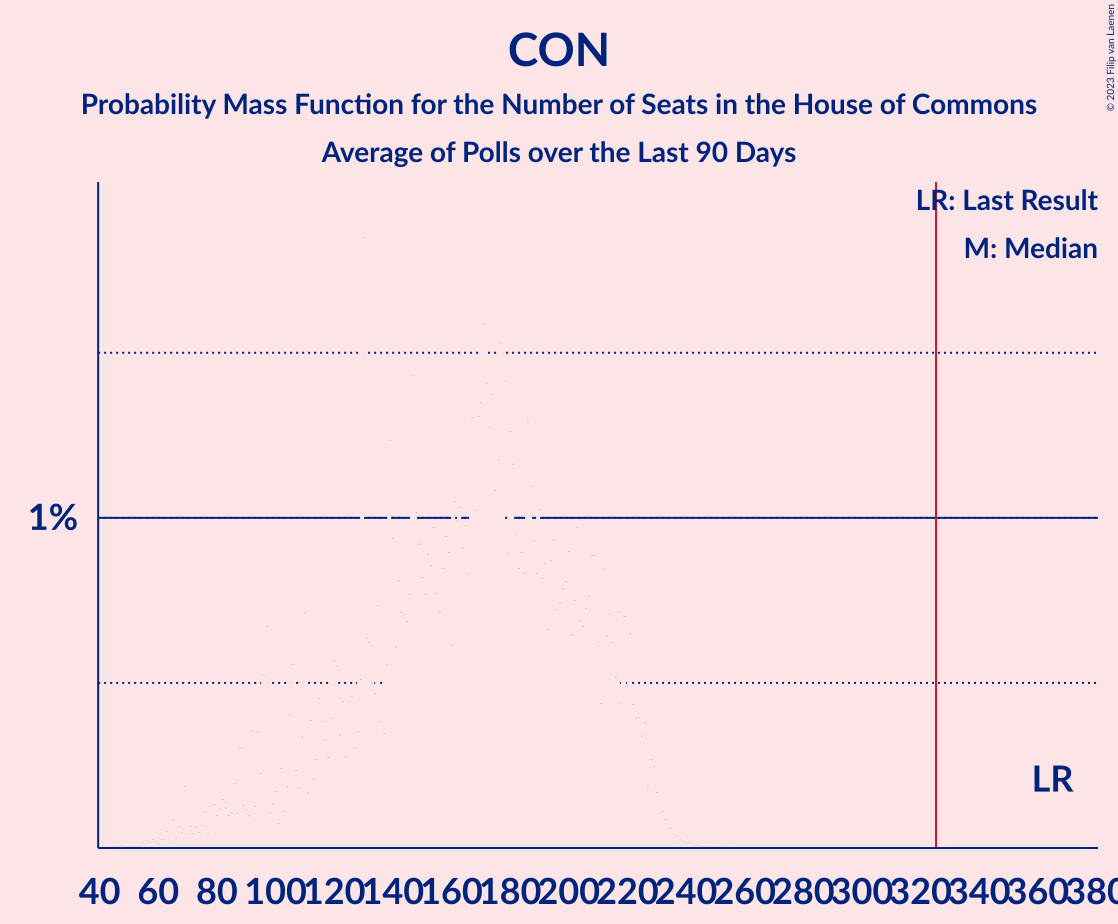 CON
Probability Mass Function for the Number of Seats in the House of Commons
Average of Polls over the Last 90 Days
© 2023 Filip van Laenen
LR: Last Result
M: Median
1%
LR
40 60 80 100 120 140 160 180 200 220 240 260 280 300 320 340 360 380